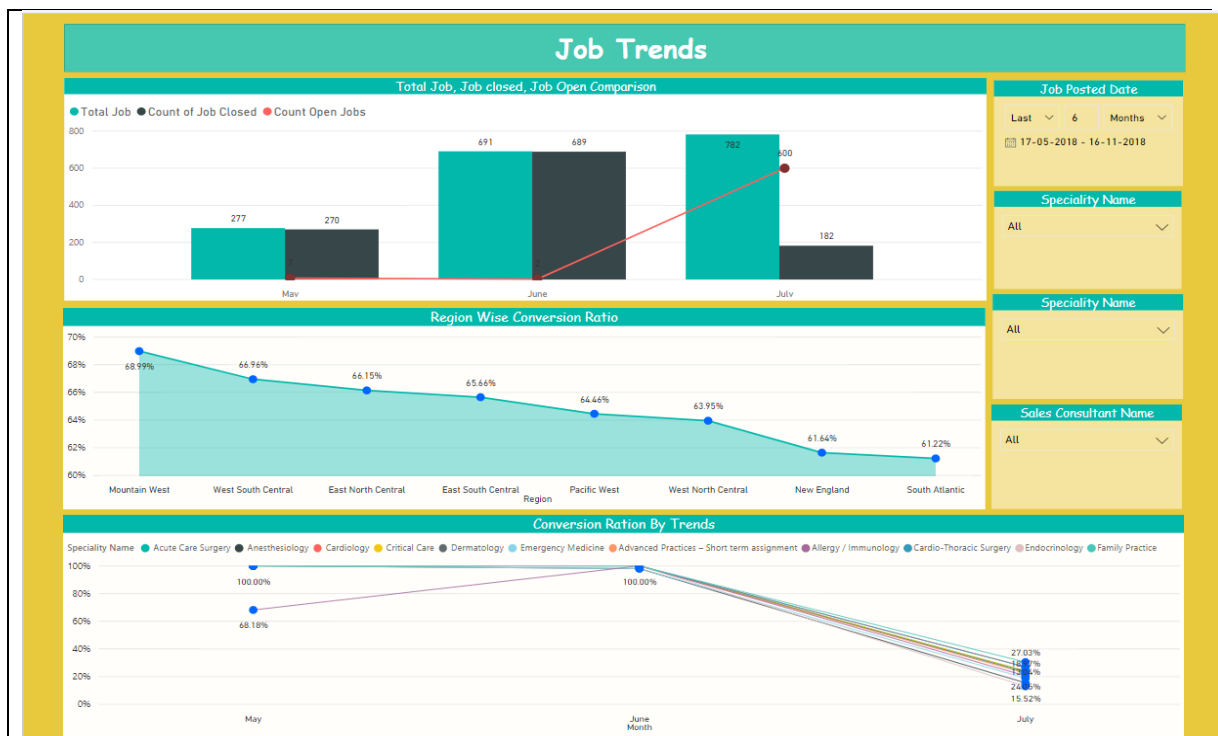 Job Trends
Total Job, Job closed, Job Open Comparison
Total Job Count of Job Closed Count Open Jobs
800
600
400
200
0
277
270
7
691
689
2
782
600
182
May
June
July
Job Posted Date
Last 6 Months
17-05-2018 - 16-11-2018
Speciality Name
All
Speciality Name
All
Sales Consultant Name
All
Region Wise Conversion Ratio
70%
68%
66%
64%
62%
60%
68.99%
66.96%
66.15%
65.66%
64.46%
63.95%
61.64%
61.22%
Mountain West
West South Central
East North Central
East South Central
Pacific West
West North Central
New England
South Atlantic
Region
Conversion Ration By Trends
Speciality Name Acute Care Surgery Anesthesiology Cardiology Critical Care Dermatology Emergency Medicine Advanced Practices – Short term assignment Allergy / Immunology Cardio-Thoracic Surgery Endocrinology Family Practice
100%
80%
60%
40%
20%
0%
100.00%
68.18%
100.00%
27.03%
15.52%
May
June
July
Month